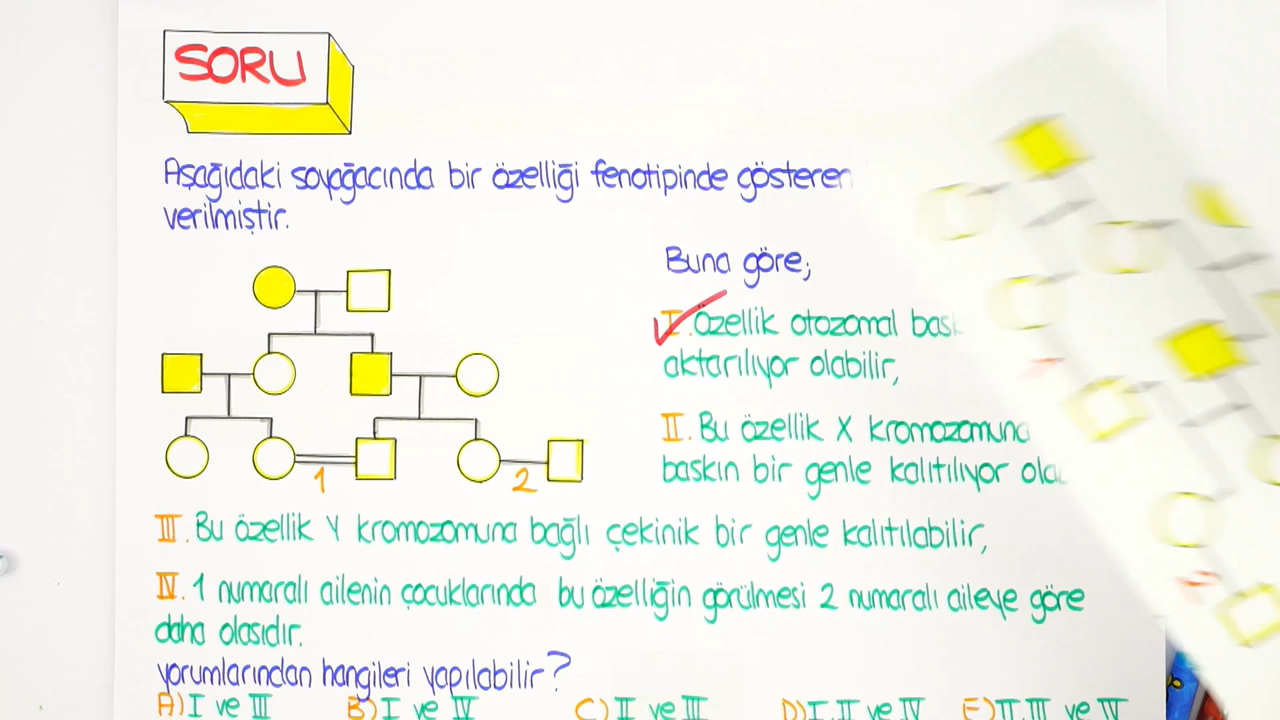 SORU
Aşağıdaki soyağacında bir özelliği fenotipinde gösteren
verilmiştir.
Buna göre;
I. Özellik otozomal
aktarılıyor olabilir,
II. Bu özellik X kromozomuna
baskın bir genle kalıtılıyor
1
2
III. Bu özellik Y kromozomuna bağlı çekinik bir genle kalıtılabilir,
IV. 1 numaralı ailenin çocuklarında bu özelliğin görülmesi 2 numaralı aileye göre
daha olasıdır.
yorumlarından hangileri yapılabilir?
A) I ve III B) I ve IV C) II ve III D) I, II ve IV E) II, III ve IV